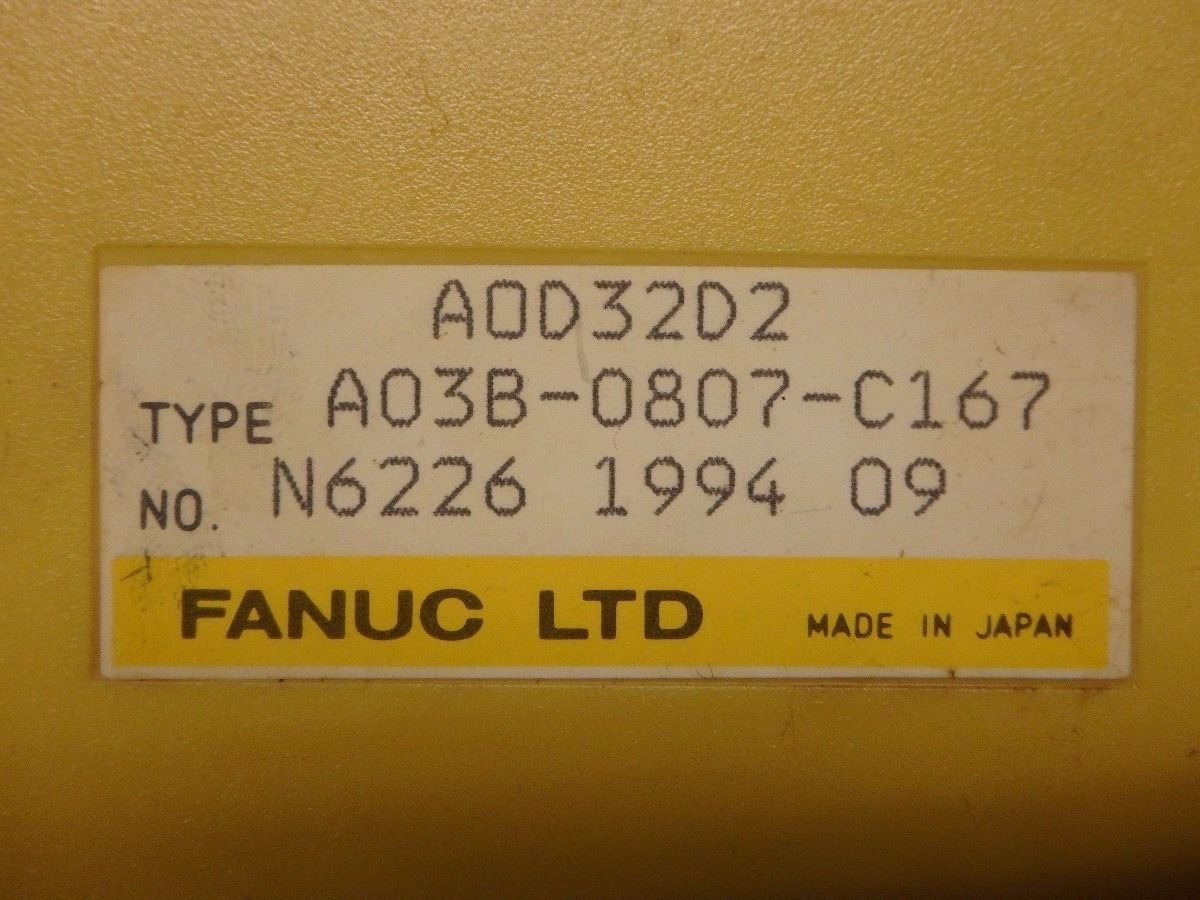 AOD32D2
TYPE A03B-0807-C167
NO. N6226 1994 09
FANUC LTD MADE IN JAPAN